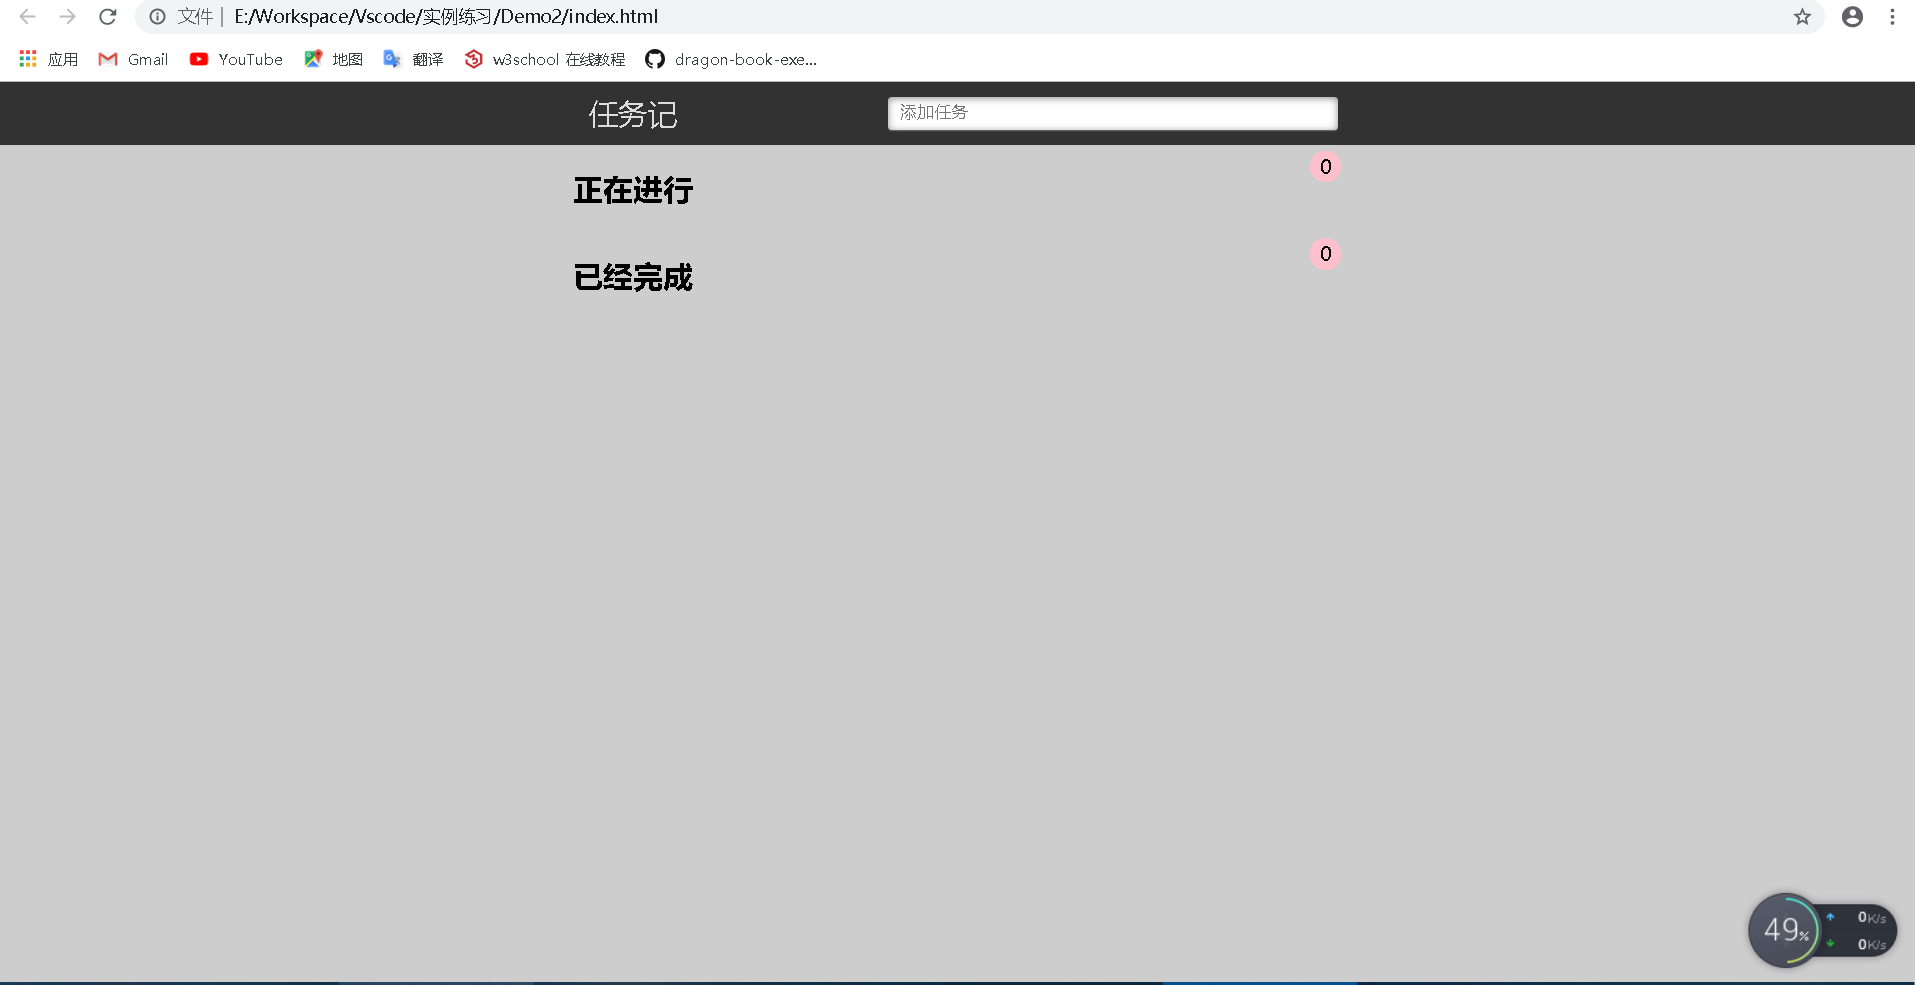 文件 | E:/Workspace/Vscode/实例练习/Demo2/index.html
应用 Gmail YouTube 地图 翻译 w3school 在线教程 dragon-book-exe...
任务记 添加任务
正在进行 0
已经完成 0
49% 0K/s
0K/s